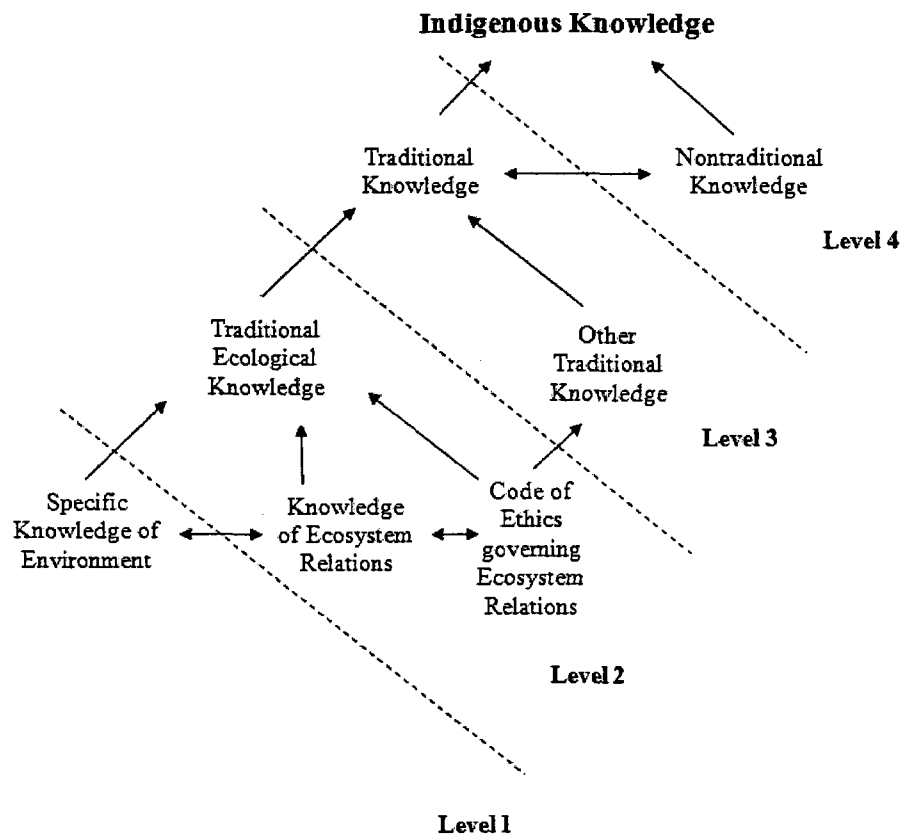 Indigenous Knowledge
Traditional
Knowledge
Nontraditional
Knowledge
Level 4
Traditional
Ecological
Knowledge
Other
Traditional
Knowledge
Level 3
Specific
Knowledge of
Environment
Knowledge
of Ecosystem
Relations
Code of
Ethics
governing
Ecosystem
Relations
Level 2
Level 1